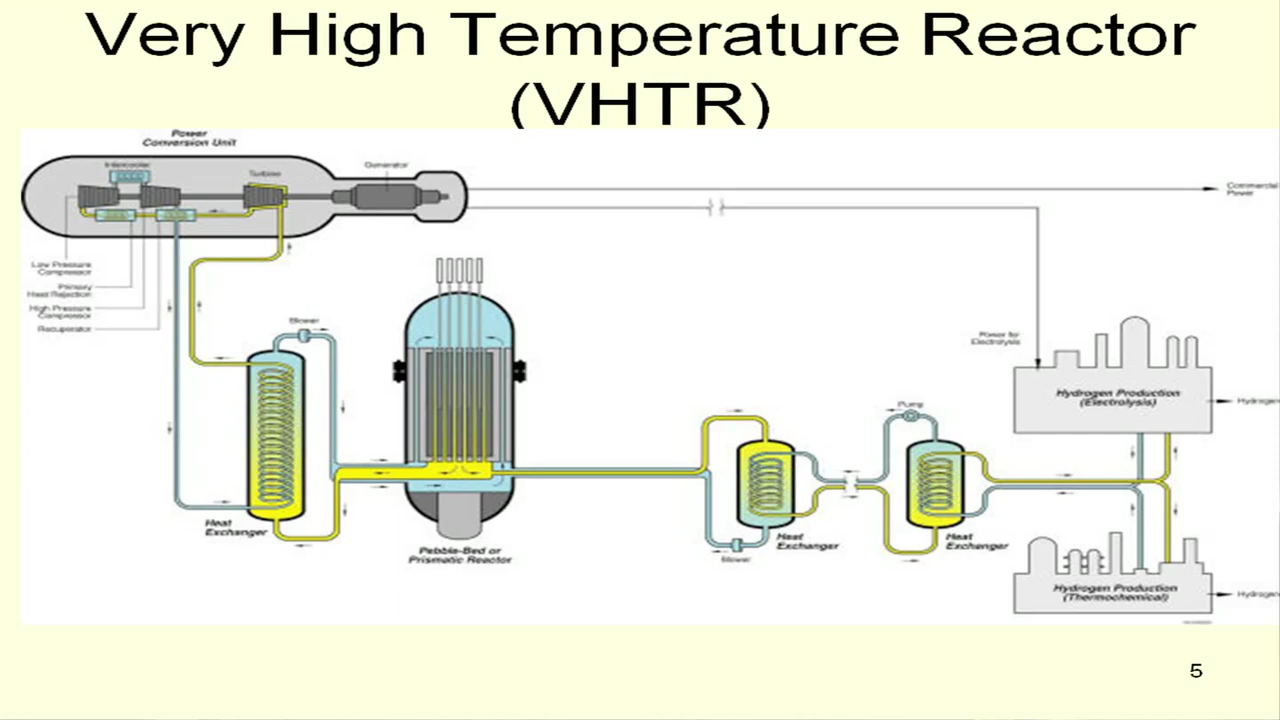 Very High Temperature Reactor
(VHTR)
Power
Conversion Unit
Intercooler
Turbine
Generator
Commercial
Power
Low Pressure
Compressor
Primary
Heat Rejection
High Pressure
Compressor
Recuperator
Blower
Power for
Electrolysis
Hydrogen Production
(Electrolysis)
Hydrogen
Pump
Heat
Exchanger
Pebble-Bed or
Prismatic Reactor
Blower
Heat
Exchanger
Heat
Exchanger
Hydrogen Production
(Thermochemical)
Hydrogen
5